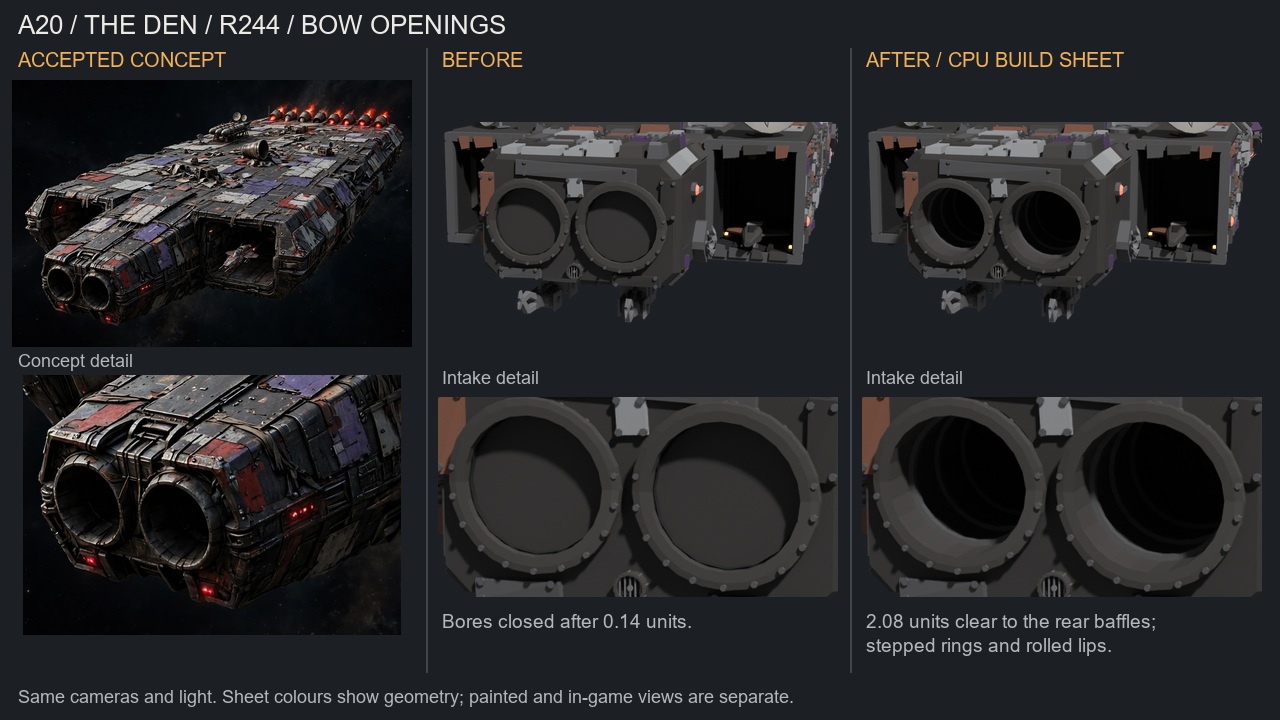 A20 / THE DEN / R244 / BOW OPENINGS
ACCEPTED CONCEPT
Concept detail
BEFORE
Intake detail
Bores closed after 0.14 units.
AFTER / CPU BUILD SHEET
Intake detail
2.08 units clear to the rear baffles;
stepped rings and rolled lips.
Same cameras and light. Sheet colours show geometry; painted and in-game views are separate.